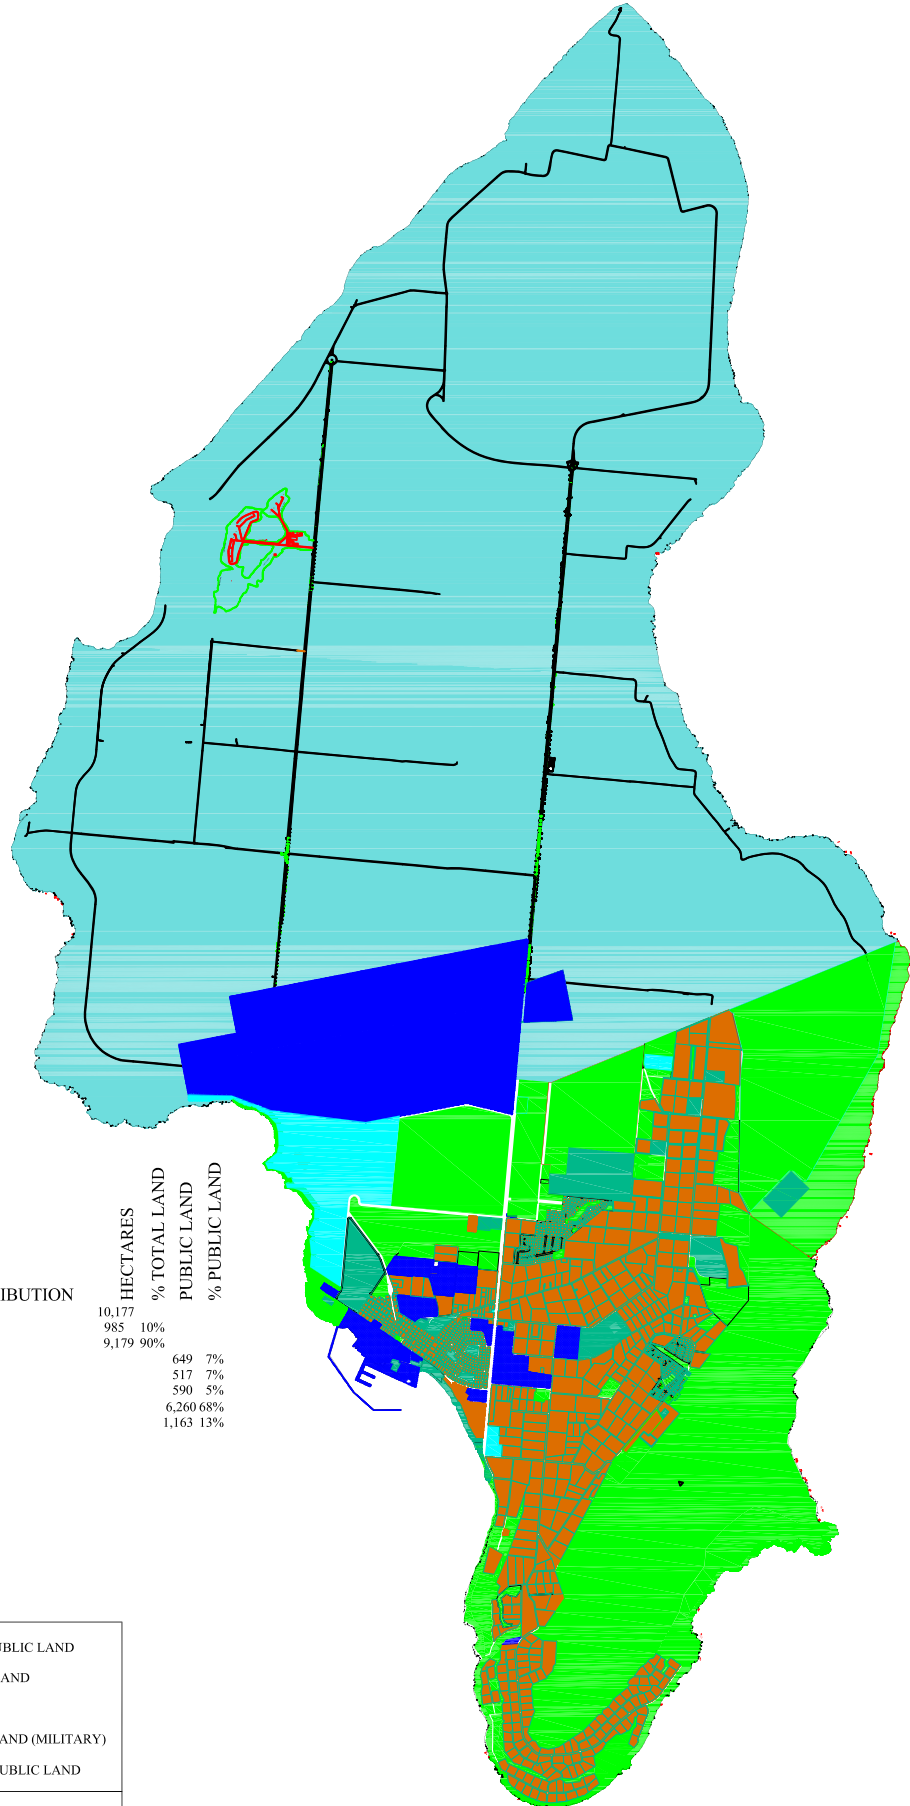 IBUTION
HECTARES
% TOTAL LAND
PUBLIC LAND
% PUBLIC LAND
10,177
985 10%
9,179 90%
649 7%
517 7%
590 5%
6,260 68%
1,163 13%
UBLIC LAND
AND
AND (MILITARY)
UBLIC LAND